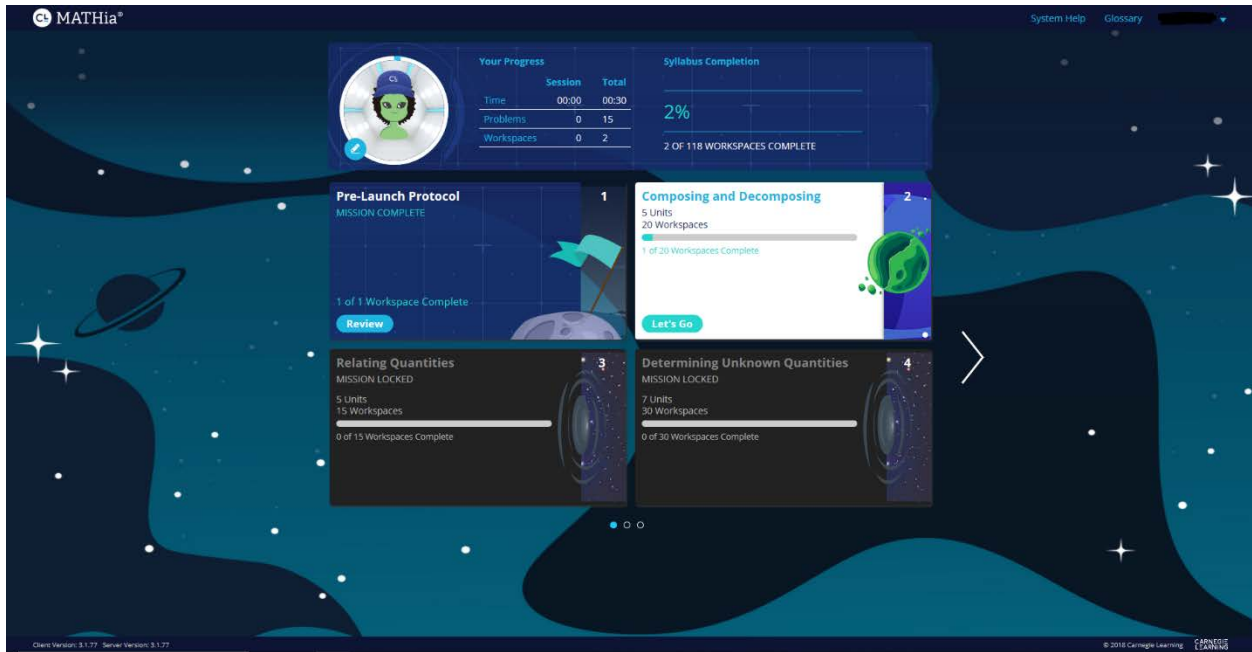 CL MATHia®
System Help Glossary
Your Progress
Session Total
Time 00:00 00:30
Problems 0 15
Workspaces 0 2
Syllabus Completion
2%
2 OF 118 WORKSPACES COMPLETE
CL
Pre-Launch Protocol 1
MISSION COMPLETE
1 of 1 Workspace Complete
Review
Composing and Decomposing 2
5 Units
20 Workspaces
1 of 20 Workspaces Complete
Let's Go
Relating Quantities 3
MISSION LOCKED
5 Units
15 Workspaces
0 of 15 Workspaces Complete
Determining Unknown Quantities 4
MISSION LOCKED
7 Units
30 Workspaces
0 of 30 Workspaces Complete
Client Version: 3.1.77 Server Version: 3.1.77
© 2018 Carnegie Learning
CARNEGIE
LEARNING